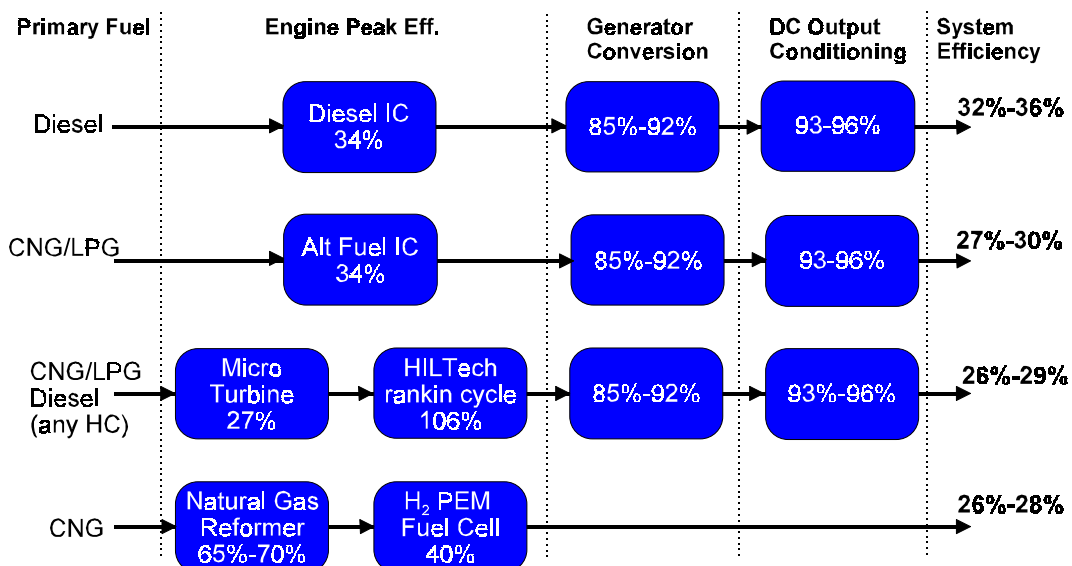 Primary Fuel
Engine Peak Eff.
Generator
Conversion
DC Output
Conditioning
System
Efficiency
Diesel
Diesel IC
34%
85%-92%
93-96%
32%-36%
CNG/LPG
Alt Fuel IC
34%
85%-92%
93-96%
27%-30%
CNG/LPG
Diesel
(any HC)
Micro
Turbine
27%
HILTech
rankin cycle
106%
85%-92%
93%-96%
26%-29%
CNG
Natural Gas
Reformer
65%-70%
H₂ PEM
Fuel Cell
40%
26%-28%